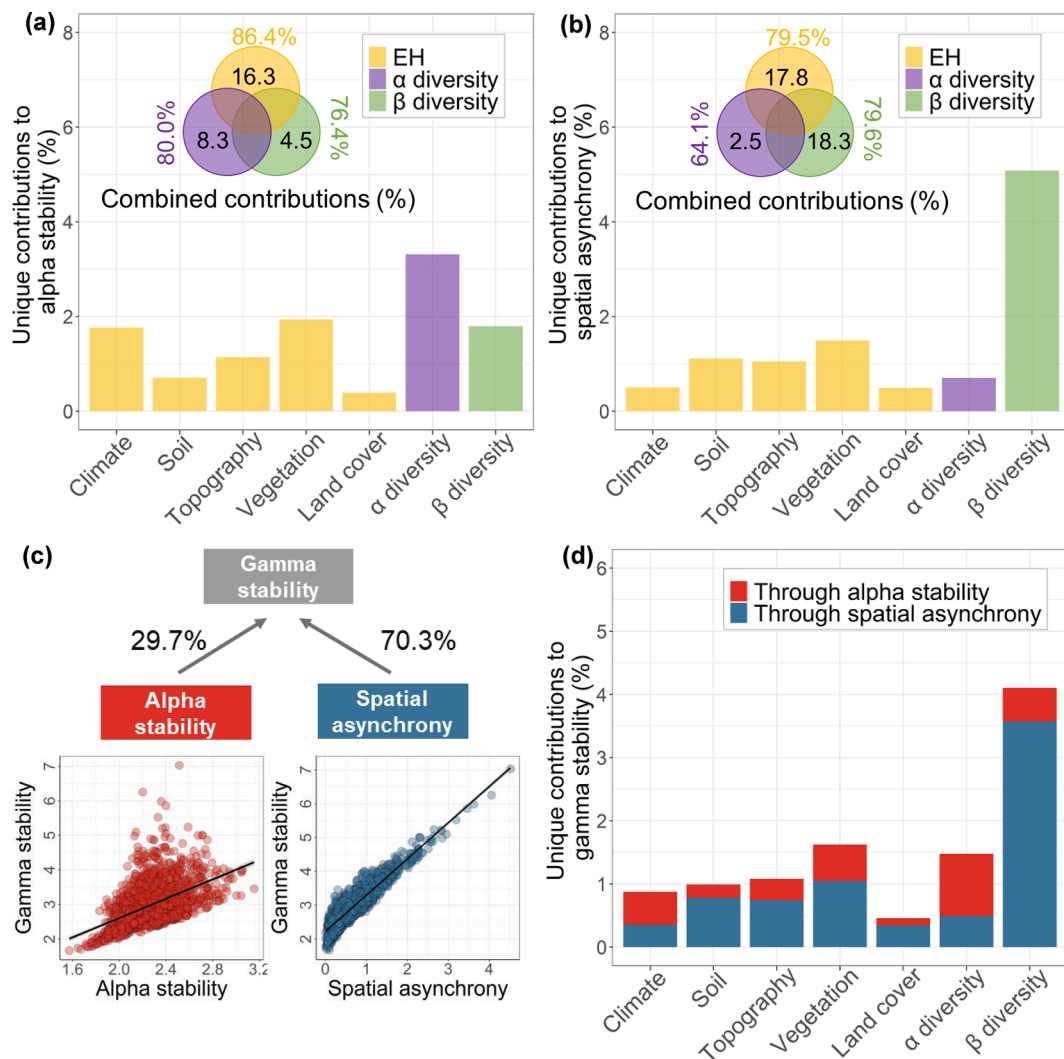 (a)
Unique contributions to
alpha stability (%)
8
6
4
2
0
86.4%
16.3
80.0%
8.3
4.5
76.4%
Combined contributions (%)
EH
α diversity
β diversity
Climate
Soil
Topography
Vegetation
Land cover
α diversity
β diversity
(b)
Unique contributions to
spatial asynchrony (%)
8
6
4
2
0
79.5%
17.8
64.1%
2.5
18.3
79.6%
Combined contributions (%)
EH
α diversity
β diversity
Climate
Soil
Topography
Vegetation
Land cover
α diversity
β diversity
(c)
Gamma
stability
29.7%
70.3%
Alpha
stability
Spatial
asynchrony
Gamma stability
7
6
5
4
3
2
1.6
2.0
2.4
2.8
3.2
Alpha stability
Gamma stability
7
6
5
4
3
2
0
1
2
3
4
Spatial asynchrony
(d)
Unique contributions to
gamma stability (%)
6
5
4
3
2
1
0
Through alpha stability
Through spatial asynchrony
Climate
Soil
Topography
Vegetation
Land cover
α diversity
β diversity